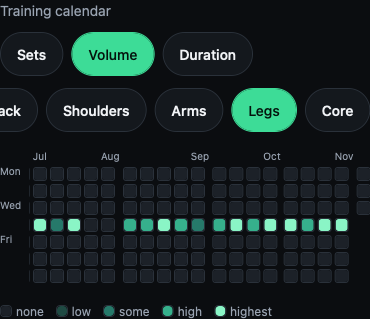 Training calendar
Sets Volume Duration
ack Shoulders Arms Legs Core
Jul Aug Sep Oct Nov
Mon
Wed
Fri
none low some high highest